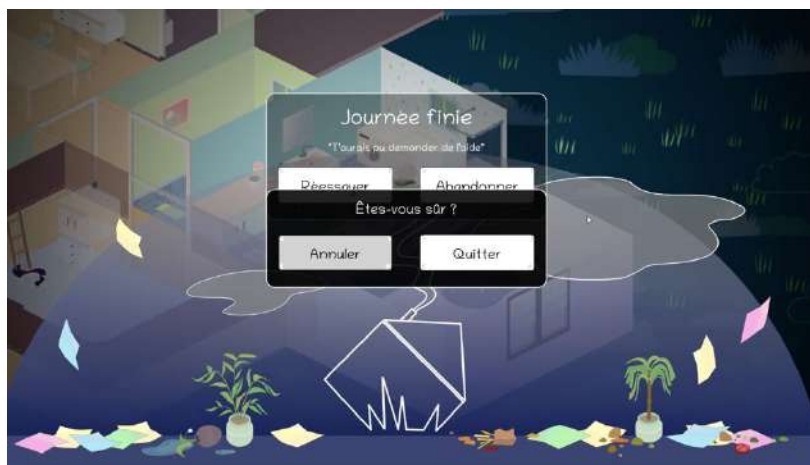 Journée finie
"T'aurais pu demander de l'aide"
Réessayer Abandonner
Êtes-vous sûr ?
Annuler Quitter